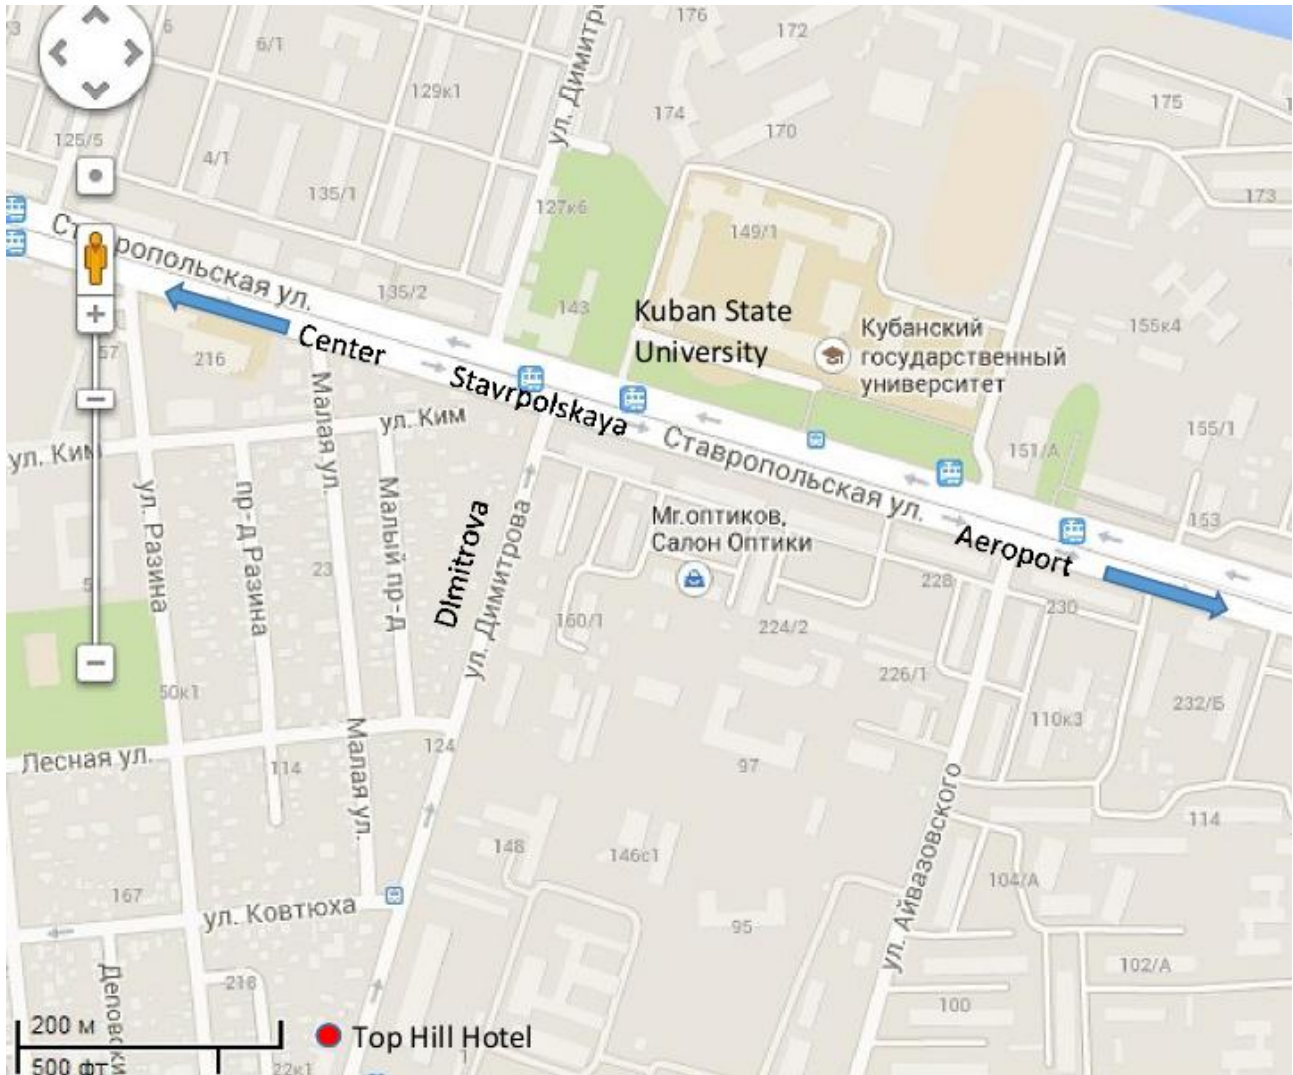 176
172
6
6/1
ул. Димитр
129к1
174
170
175
125/5
4/1
135/1
127к6
149/1
173
Ставропольская ул.
135/2
143
Kuban State
University
Кубанский
государственный
университет
155к4
Center
216
57
Stavrpolskaya
ул. Ким
ул. Ким
Малая ул.
Ставропольская ул.
151/А
155/1
153
ул. Разина
пр-д Разина
Малый пр-д
DImitrova
ул. Димитрова
Mr.оптиков,
Салон Оптики
Aeroport
23
160/1
224/2
228
230
226/1
50к1
110к3
232/Б
Лесная ул.
114
124
Малая ул.
97
ул. Айвазовского
114
148
146с1
104/А
167
ул. Ковтюха
95
102/А
218
100
200 м
500 фт
Top Hill Hotel
22к1
1